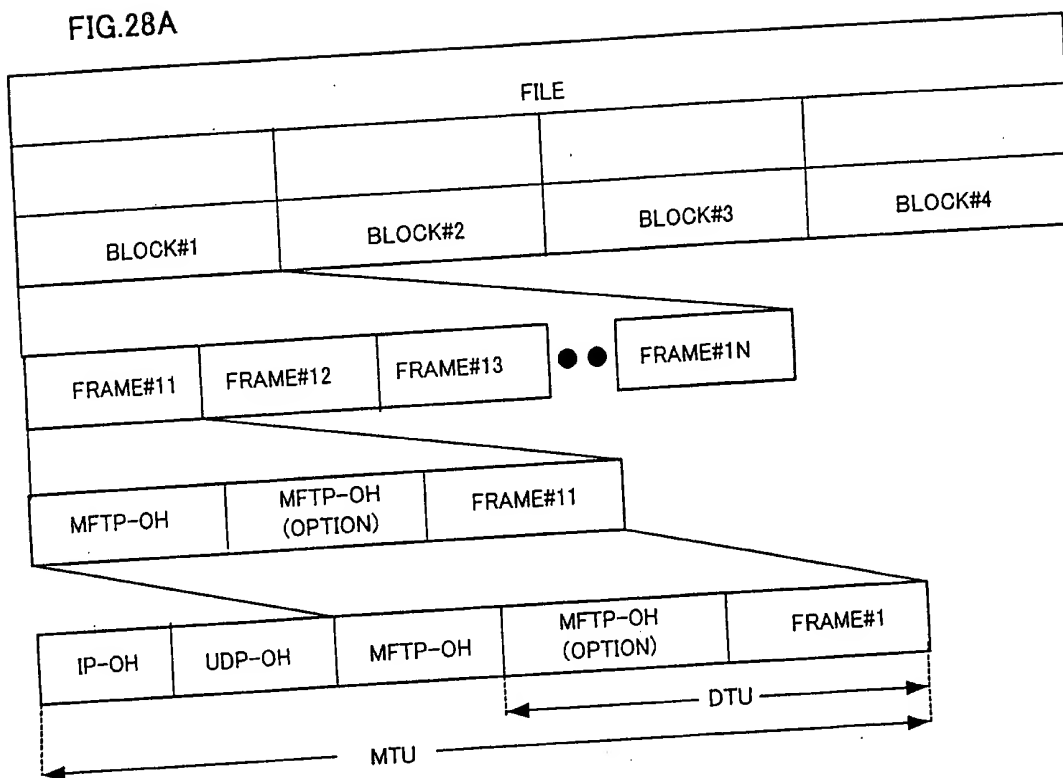 FIG.28A
FILE
BLOCK#1 BLOCK#2 BLOCK#3 BLOCK#4
FRAME#11 FRAME#12 FRAME#13 FRAME#1N
MFTP-OH MFTP-OH (OPTION) FRAME#11
IP-OH UDP-OH MFTP-OH MFTP-OH (OPTION) FRAME#1
DTU
MTU